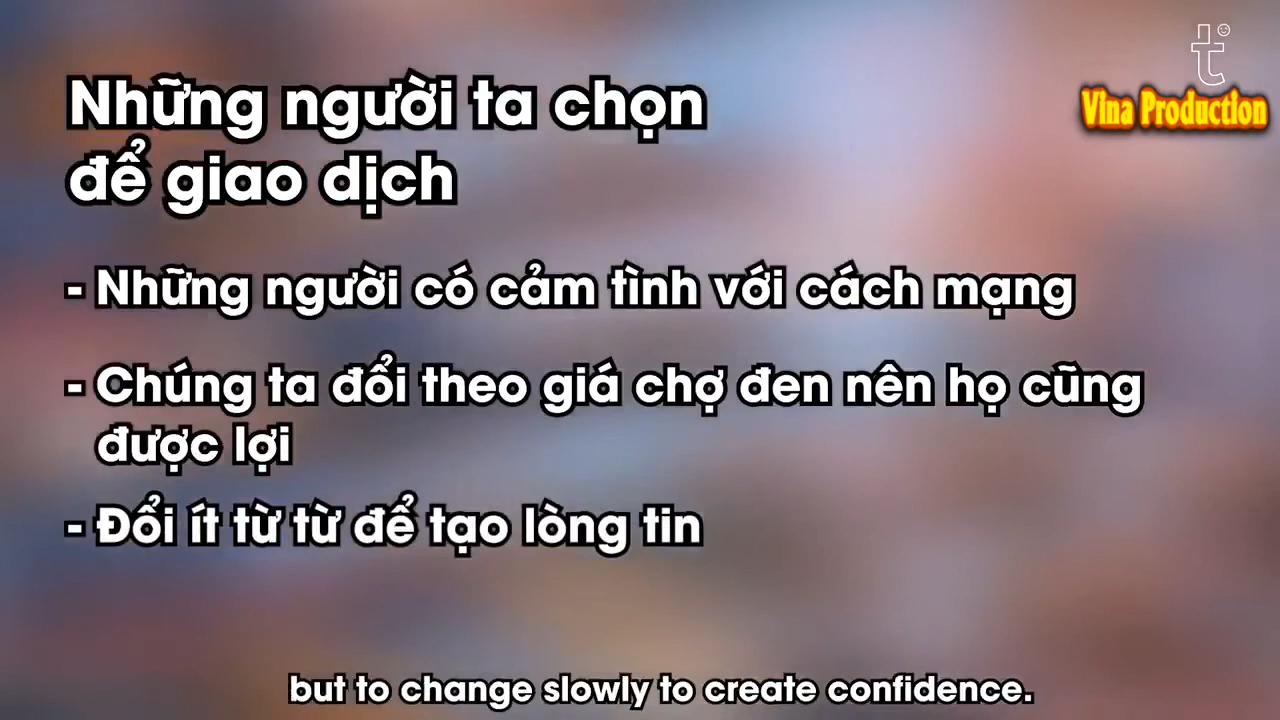 t
Vina Production
Những người ta chọn
để giao dịch
- Những người có cảm tình với cách mạng
- Chúng ta đổi theo giá chợ đen nên họ cũng
được lợi
- Đổi ít từ từ để tạo lòng tin
but to change slowly to create confidence.